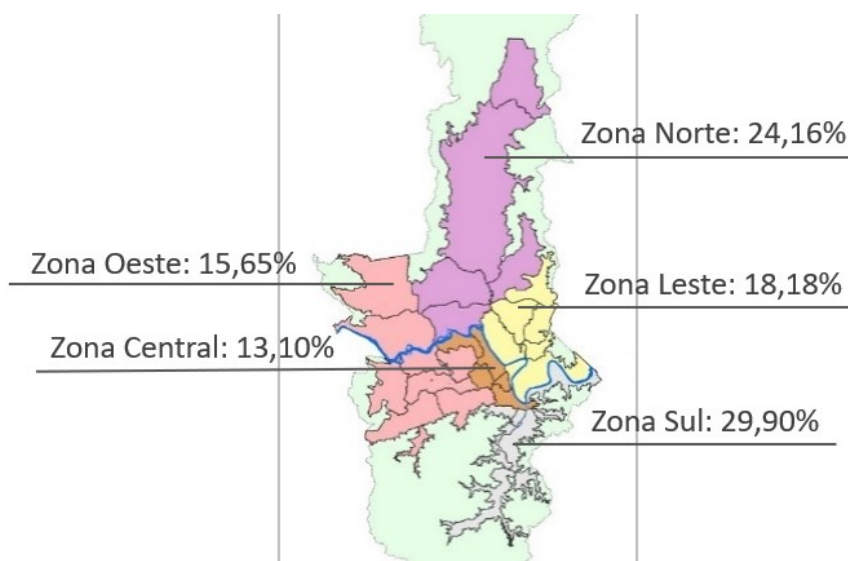 Zona Norte: 24,16%
Zona Oeste: 15,65%
Zona Leste: 18,18%
Zona Central: 13,10%
Zona Sul: 29,90%